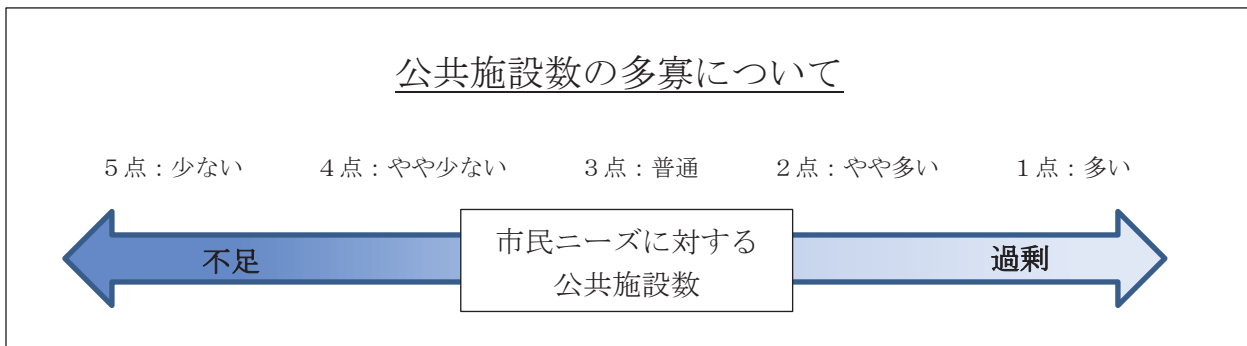 公共施設数の多寡について
5点：少ない　4点：やや少ない　3点：普通　2点：やや多い　1点：多い
不足　市民ニーズに対する　過剰
公共施設数